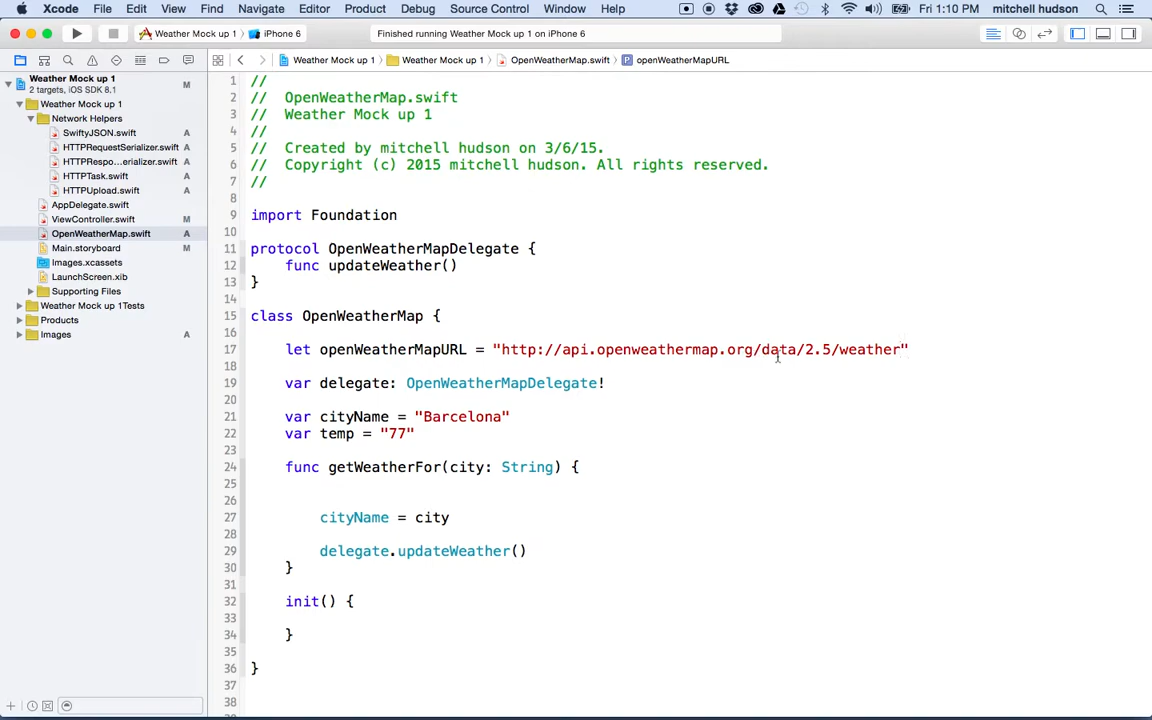 Xcode File Edit View Find Navigate Editor Product Debug Source Control Window Help Fri 1:10 PM mitchell hudson
Weather Mock up 1 〉 iPhone 6
Finished running Weather Mock up 1 on iPhone 6
Weather Mock up 1 〉 Weather Mock up 1 〉 OpenWeatherMap.swift 〉 P openWeatherMapURL
Weather Mock up 1 M
2 targets, iOS SDK 8.1
Weather Mock up 1
Network Helpers
SwiftyJSON.swift A
HTTPRequestSerializer.swift A
HTTPRespo...erializer.swift A
HTTPTask.swift A
HTTPUpload.swift A
AppDelegate.swift
ViewController.swift M
OpenWeatherMap.swift A
Main.storyboard M
Images.xcassets
LaunchScreen.xib
Supporting Files
Weather Mock up 1Tests
Products
Images A
1 //
2 // OpenWeatherMap.swift
3 // Weather Mock up 1
4 //
5 // Created by mitchell hudson on 3/6/15.
6 // Copyright (c) 2015 mitchell hudson. All rights reserved.
7 //
8
9 import Foundation
10
11 protocol OpenWeatherMapDelegate {
12 func updateWeather()
13 }
14
15 class OpenWeatherMap {
16
17 let openWeatherMapURL = "http://api.openweathermap.org/data/2.5/weather"
18
19 var delegate: OpenWeatherMapDelegate!
20
21 var cityName = "Barcelona"
22 var temp = "77"
23
24 func getWeatherFor(city: String) {
25
26
27 cityName = city
28
29 delegate.updateWeather()
30 }
31
32 init() {
33
34 }
35
36 }
37
38